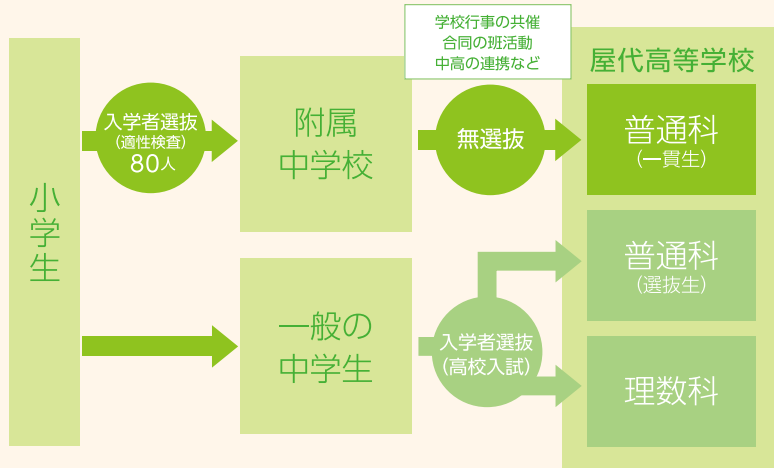 小学生
入学者選抜
（適性検査）
80人
附属
中学校
学校行事の共催
合同の班活動
中高の連携など
無選抜
屋代高等学校
普通科
（一貫生）
一般の
中学生
入学者選抜
（高校入試）
普通科
（選抜生）
理数科